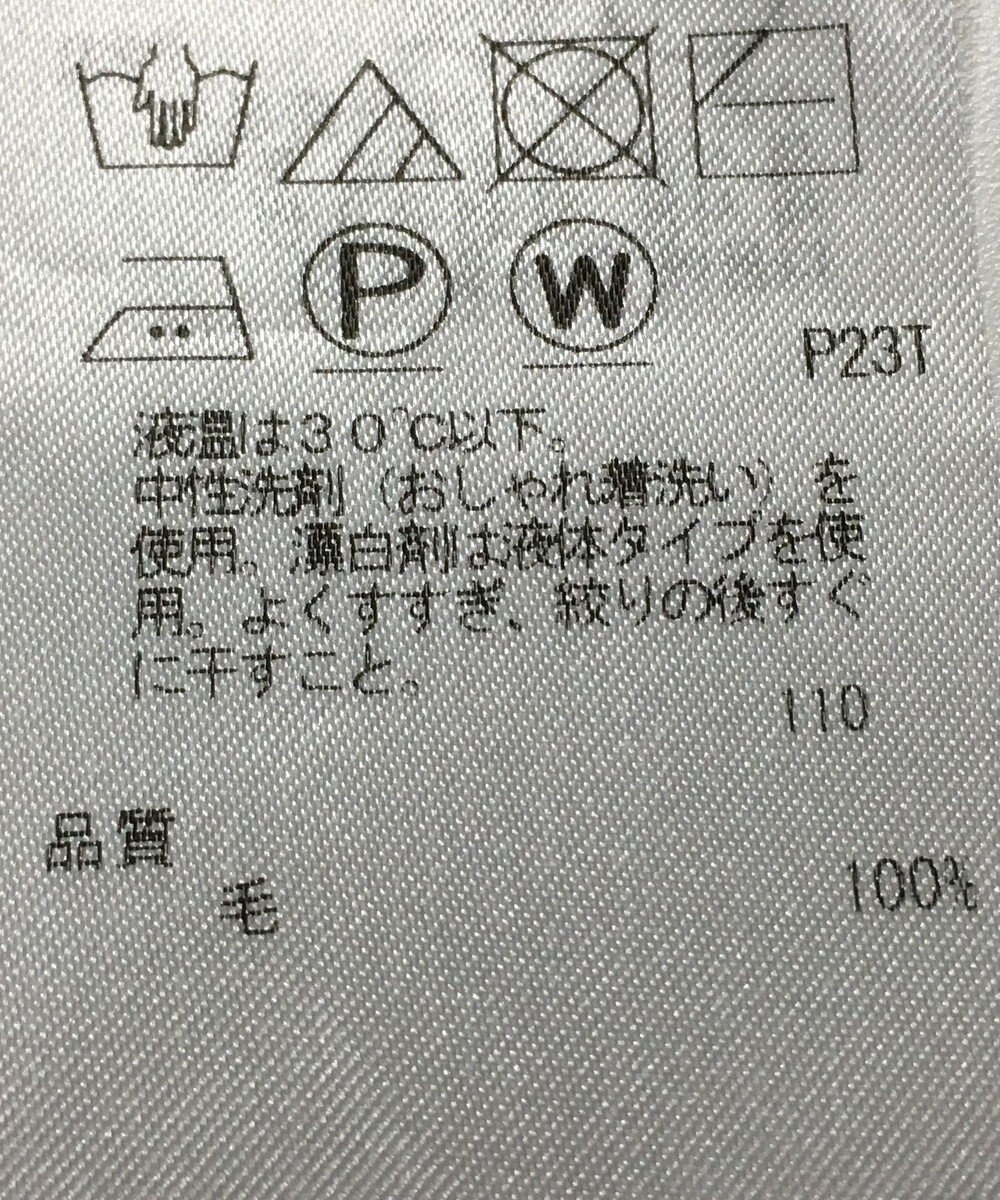 P
W
P23T
液温は30℃以下。
中性洗剤(おしゃれ着洗い)を
使用。漂白剤は液体タイプを使
用。よくすすぎ、絞りの後すぐ
に干すこと。
110
品質
毛 100%